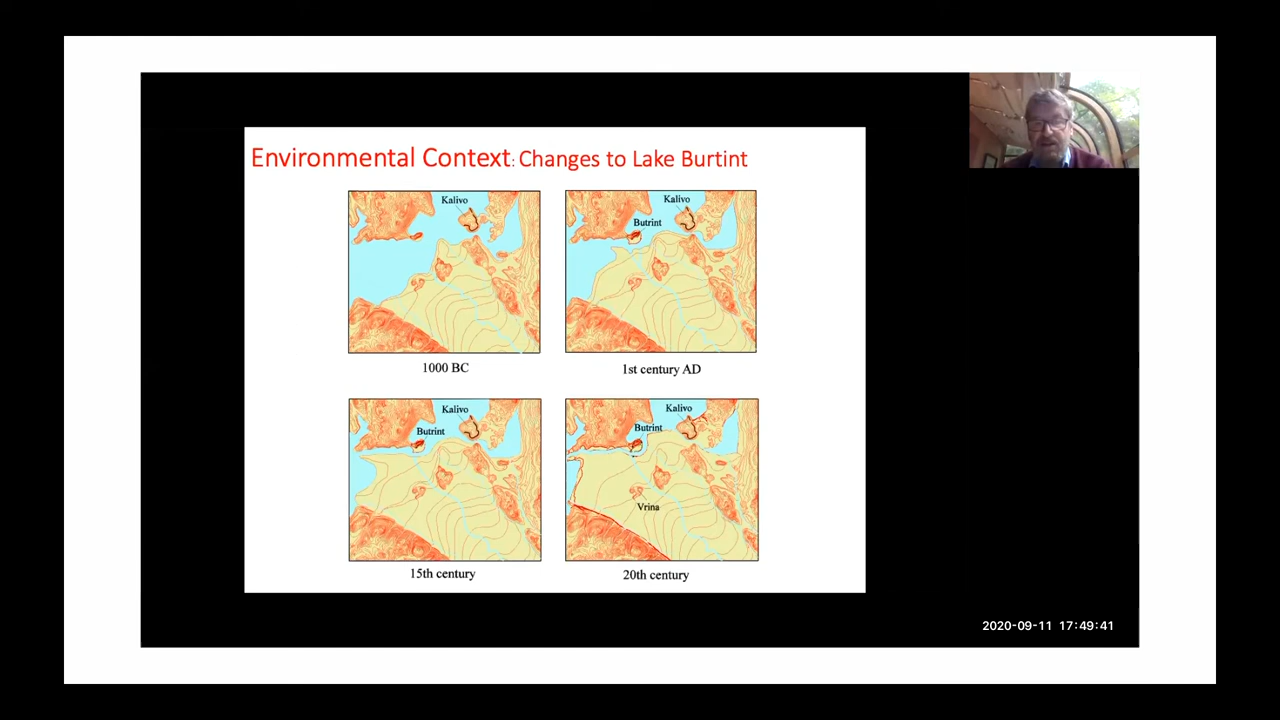 Environmental Context: Changes to Lake Burtint
Kalivo
1000 BC
Kalivo
Butrint
1st century AD
Kalivo
Butrint
15th century
Kalivo
Butrint
Vrina
20th century
2020-09-11 17:49:41